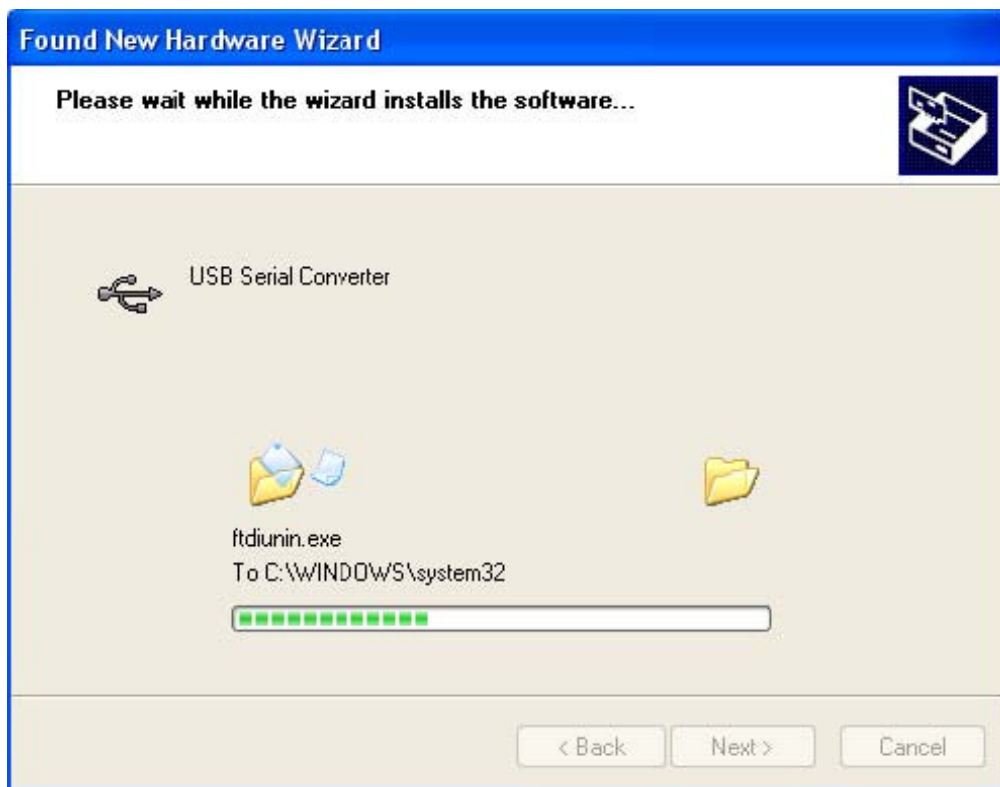 Found New Hardware Wizard
Please wait while the wizard installs the software...
USB Serial Converter
ftdiunin.exe
To C:\WINDOWS\system32
< Back
Next >
Cancel